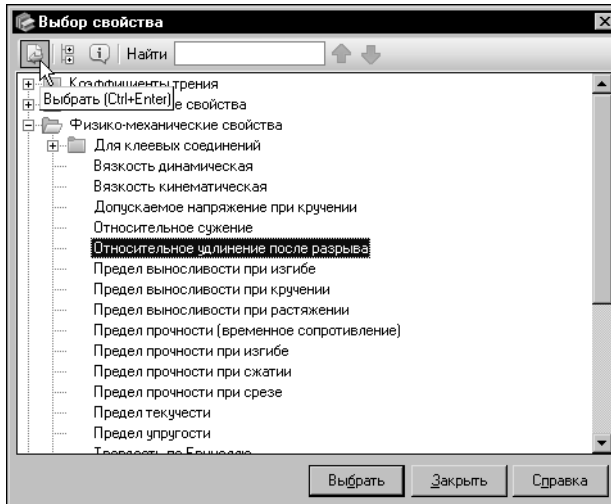 Выбор свойства
Найти
Коэффициенты трения
Выбрать (Ctrl+Enter)
е свойства
Физико-механические свойства
Для клеевых соединений
Вязкость динамическая
Вязкость кинематическая
Допускаемое напряжение при кручении
Относительное сужение
Относительное удлинение после разрыва
Предел выносливости при изгибе
Предел выносливости при кручении
Предел выносливости при растяжении
Предел прочности (временное сопротивление)
Предел прочности при изгибе
Предел прочности при сжатии
Предел прочности при срезе
Предел текучести
Предел упругости
Твердость по Бринеллю
Выбрать
Закрыть
Справка